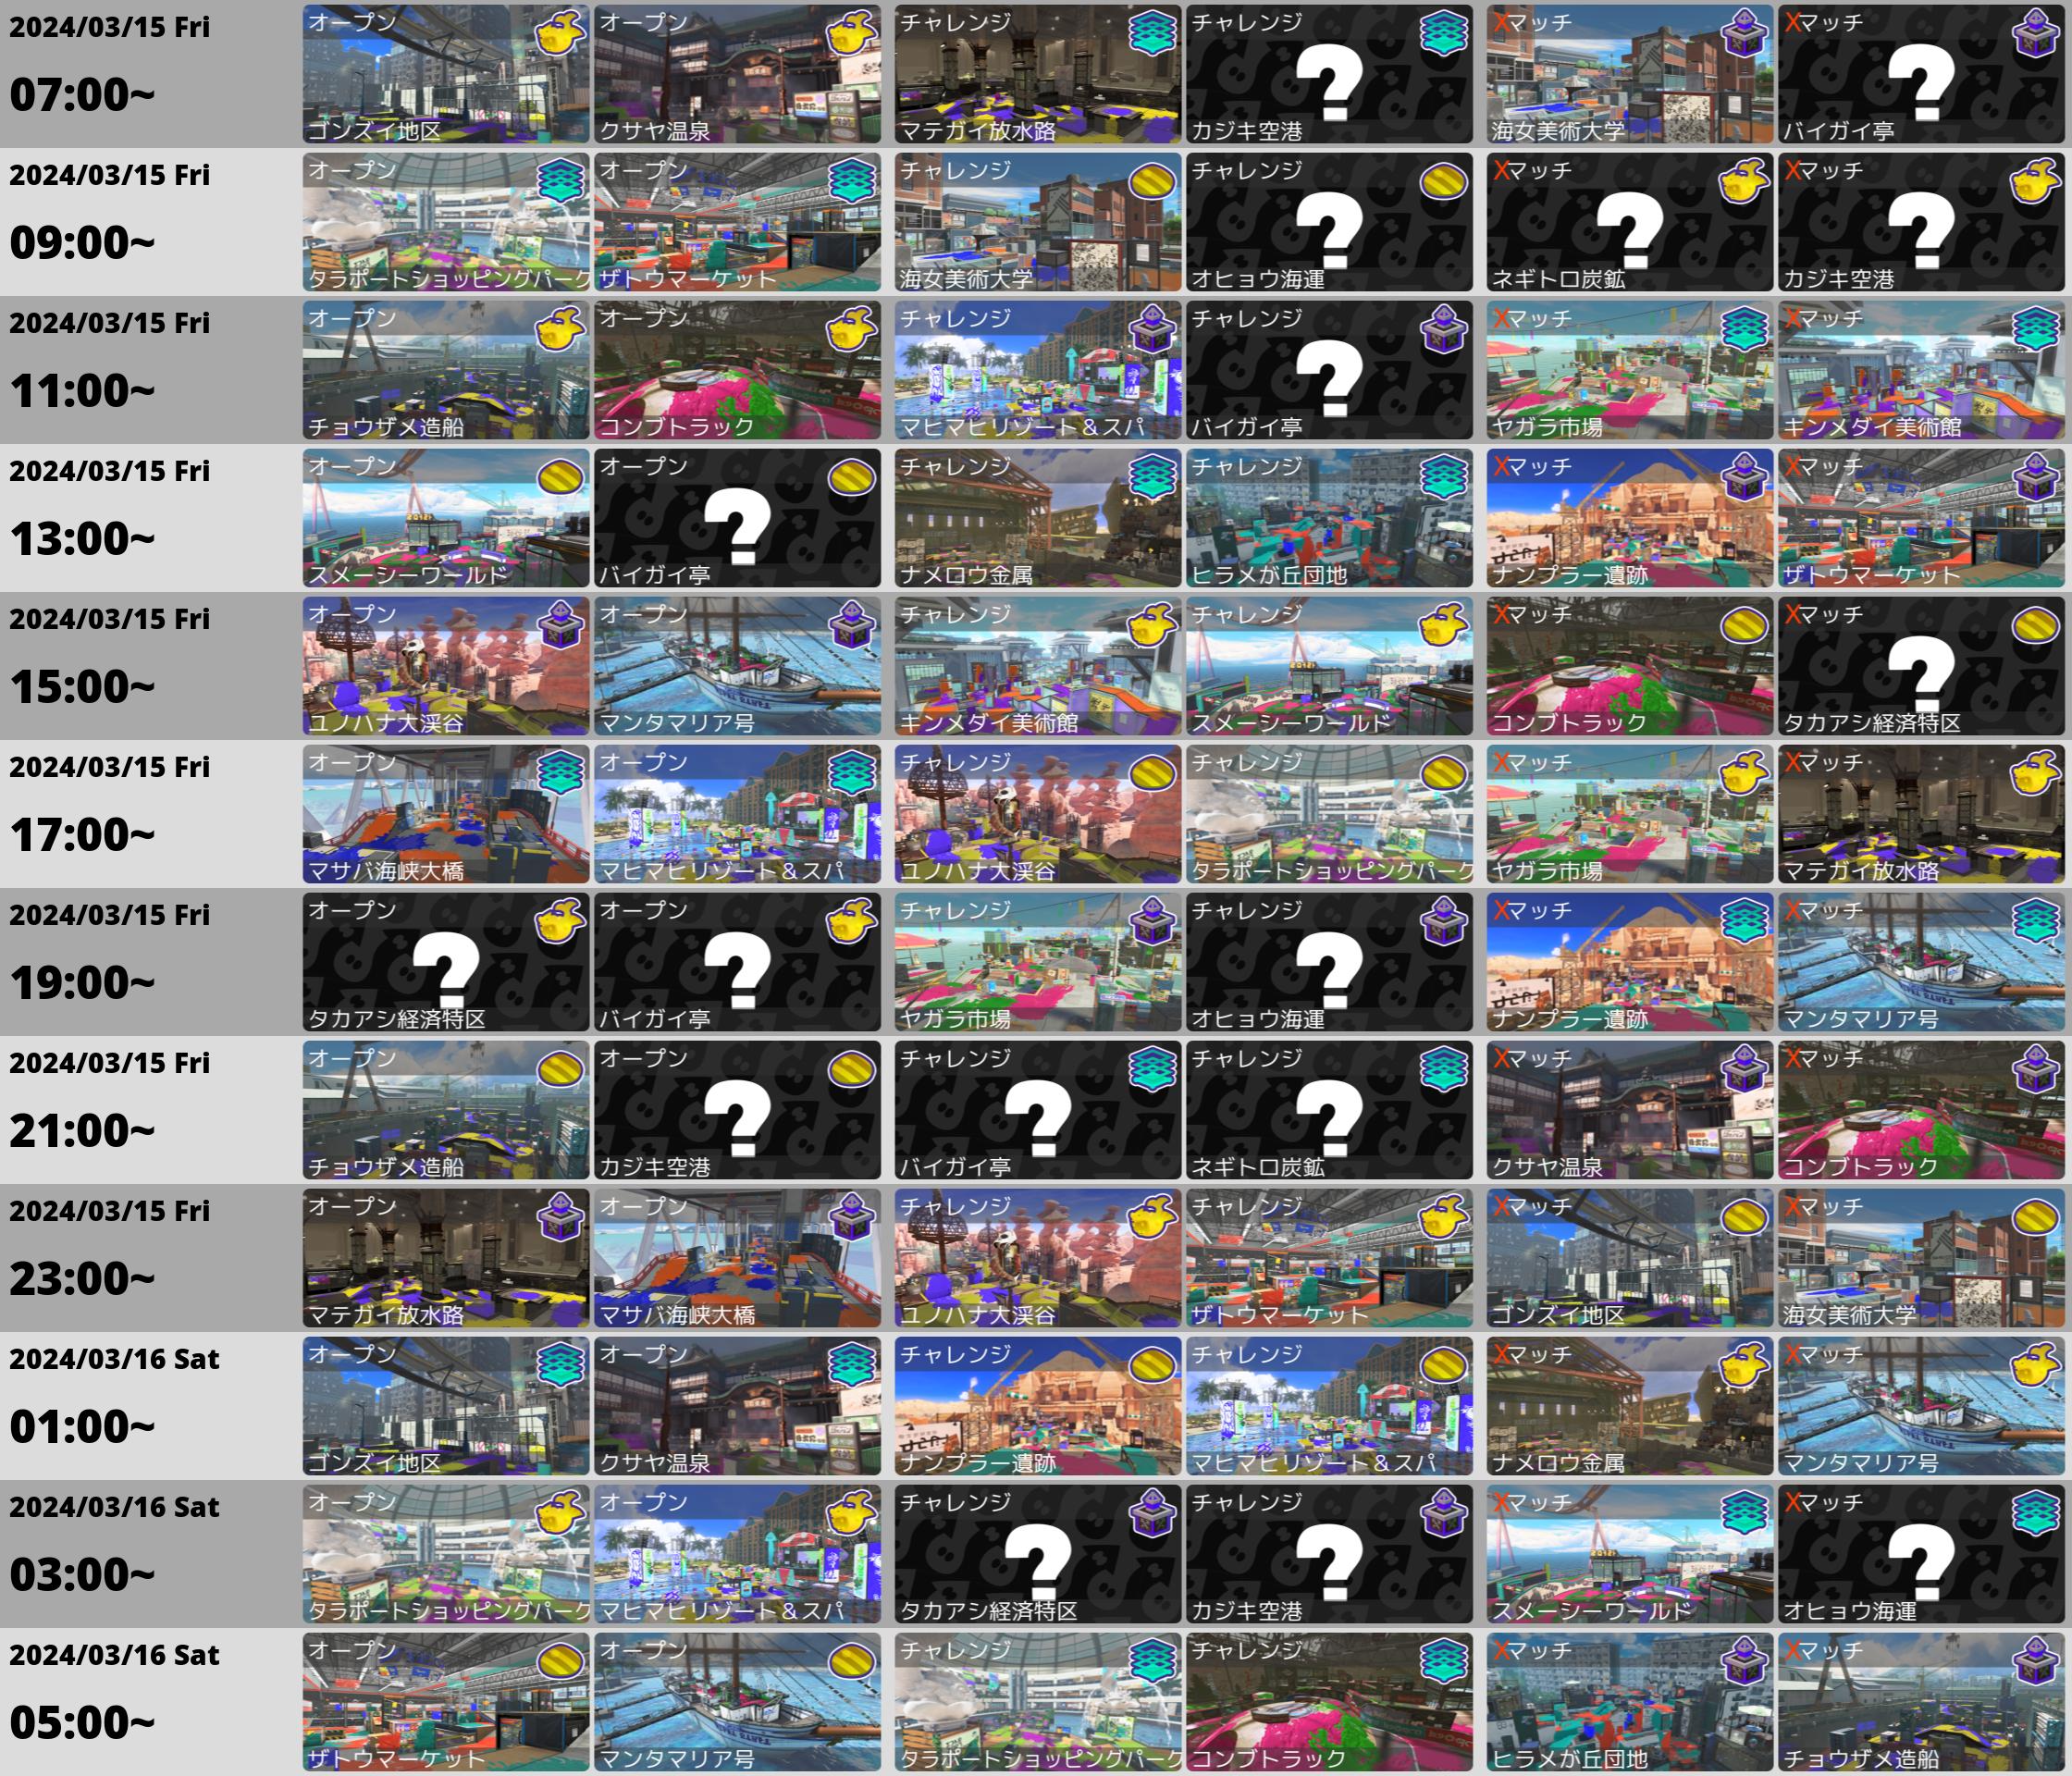 2024/03/15 Fri
07:00~
オープン オープン チャレンジ チャレンジ Xマッチ Xマッチ
ゴンズイ地区 クサヤ温泉 マテガイ放水路 カジキ空港 海女美術大学 バイガイ亭
2024/03/15 Fri
09:00~
オープン オープン チャレンジ チャレンジ Xマッチ Xマッチ
タラポートショッピングパーク ザトウマーケット 海女美術大学 オヒョウ海運 ネギトロ炭鉱 カジキ空港
2024/03/15 Fri
11:00~
オープン オープン チャレンジ チャレンジ Xマッチ Xマッチ
チョウザメ造船 コンブトラック マヒマヒリゾート＆スパ バイガイ亭 ヤガラ市場 キンメダイ美術館
2024/03/15 Fri
13:00~
オープン オープン チャレンジ チャレンジ Xマッチ Xマッチ
スメーシーワールド バイガイ亭 ナメロウ金属 ヒラメが丘団地 ナンプラー遺跡 ザトウマーケット
2024/03/15 Fri
15:00~
オープン オープン チャレンジ チャレンジ Xマッチ Xマッチ
ユノハナ大渓谷 マンタマリア号 キンメダイ美術館 スメーシーワールド コンブトラック タカアシ経済特区
2024/03/15 Fri
17:00~
オープン オープン チャレンジ チャレンジ Xマッチ Xマッチ
マサバ海峡大橋 マヒマヒリゾート＆スパ ユノハナ大渓谷 タラポートショッピングパーク ヤガラ市場 マテガイ放水路
2024/03/15 Fri
19:00~
オープン オープン チャレンジ チャレンジ Xマッチ Xマッチ
タカアシ経済特区 バイガイ亭 ヤガラ市場 オヒョウ海運 ナンプラー遺跡 マンタマリア号
2024/03/15 Fri
21:00~
オープン オープン チャレンジ チャレンジ Xマッチ Xマッチ
チョウザメ造船 カジキ空港 バイガイ亭 ネギトロ炭鉱 クサヤ温泉 コンブトラック
2024/03/15 Fri
23:00~
オープン オープン チャレンジ チャレンジ Xマッチ Xマッチ
マテガイ放水路 マサバ海峡大橋 ユノハナ大渓谷 ザトウマーケット ゴンズイ地区 海女美術大学
2024/03/16 Sat
01:00~
オープン オープン チャレンジ チャレンジ Xマッチ Xマッチ
ゴンズイ地区 クサヤ温泉 ナンプラー遺跡 マヒマヒリゾート＆スパ ナメロウ金属 マンタマリア号
2024/03/16 Sat
03:00~
オープン オープン チャレンジ チャレンジ Xマッチ Xマッチ
タラポートショッピングパーク マヒマヒリゾート＆スパ タカアシ経済特区 カジキ空港 スメーシーワールド オヒョウ海運
2024/03/16 Sat
05:00~
オープン オープン チャレンジ チャレンジ Xマッチ Xマッチ
ザトウマーケット マンタマリア号 タラポートショッピングパーク コンブトラック ヒラメが丘団地 チョウザメ造船